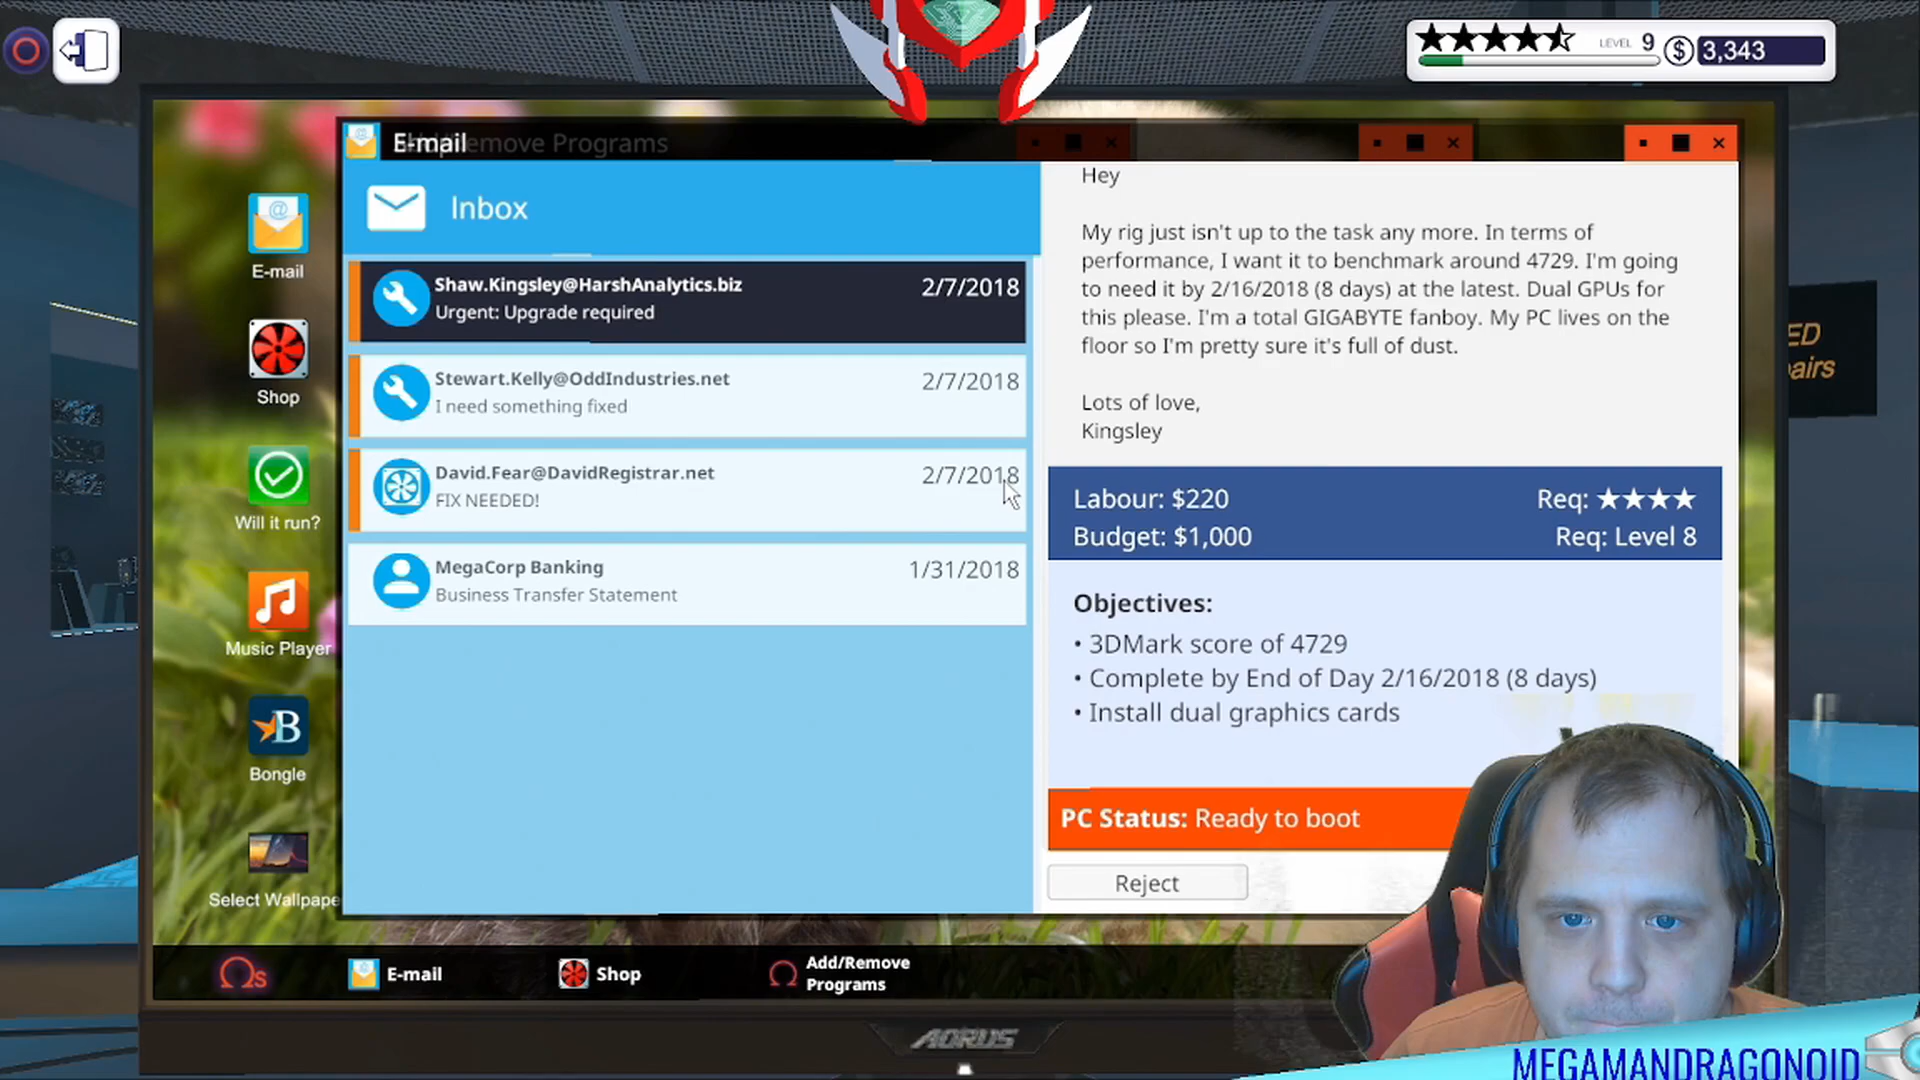 LEVEL 9
$ 3,343
E-mail
Inbox
Shaw.Kingsley@HarshAnalytics.biz 2/7/2018
Urgent: Upgrade required
Stewart.Kelly@OddIndustries.net 2/7/2018
I need something fixed
David.Fear@DavidRegistrar.net 2/7/2018
FIX NEEDED!
MegaCorp Banking 1/31/2018
Business Transfer Statement
Hey
My rig just isn't up to the task any more. In terms of
performance, I want it to benchmark around 4729. I'm going
to need it by 2/16/2018 (8 days) at the latest. Dual GPUs for
this please. I'm a total GIGABYTE fanboy. My PC lives on the
floor so I'm pretty sure it's full of dust.
Lots of love,
Kingsley
Labour: $220 Req: ★★★★
Budget: $1,000 Req: Level 8
Objectives:
• 3DMark score of 4729
• Complete by End of Day 2/16/2018 (8 days)
• Install dual graphics cards
PC Status: Ready to boot
Reject
E-mail
Shop
Will it run?
Music Player
Bongle
Select Wallpape
E-mail
Shop
Add/Remove
Programs
AORUS
MEGAMANDRAGONOID